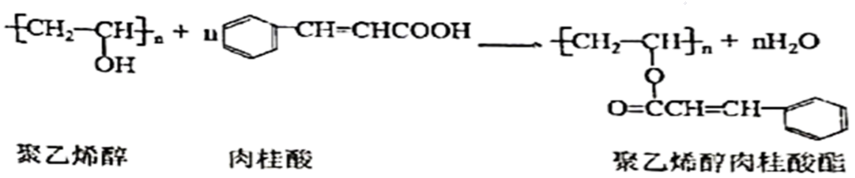 -[CH₂-CH]-n + n CH=CHCOOH → -[CH₂-CH]-n + nH₂O
OH
O
O=CCH=CH
聚乙烯醇 肉桂酸 聚乙烯醇肉桂酸酯